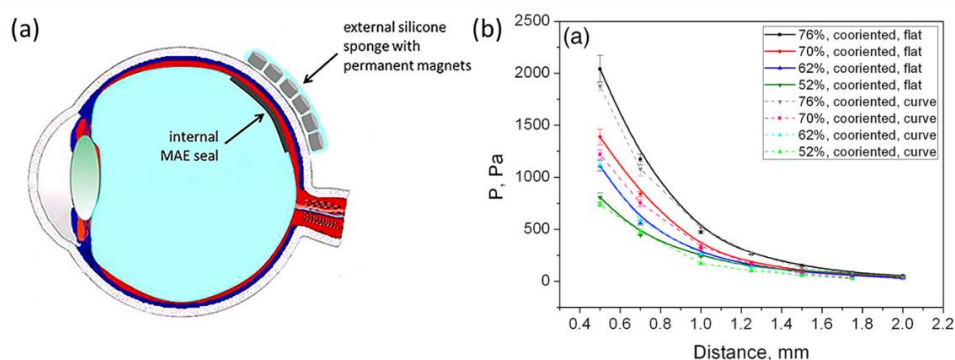 (a)
external silicone
sponge with
permanent magnets
internal
MAE seal
(b)
(a)
76%, cooriented, flat
70%, cooriented, flat
62%, cooriented, flat
52%, cooriented, flat
76%, cooriented, curve
70%, cooriented, curve
62%, cooriented, curve
52%, cooriented, curve
P, Pa
2000
1500
1000
500
0
0.4 0.6 0.8 1.0 1.2 1.4 1.6 1.8 2.0 2.2
Distance, mm